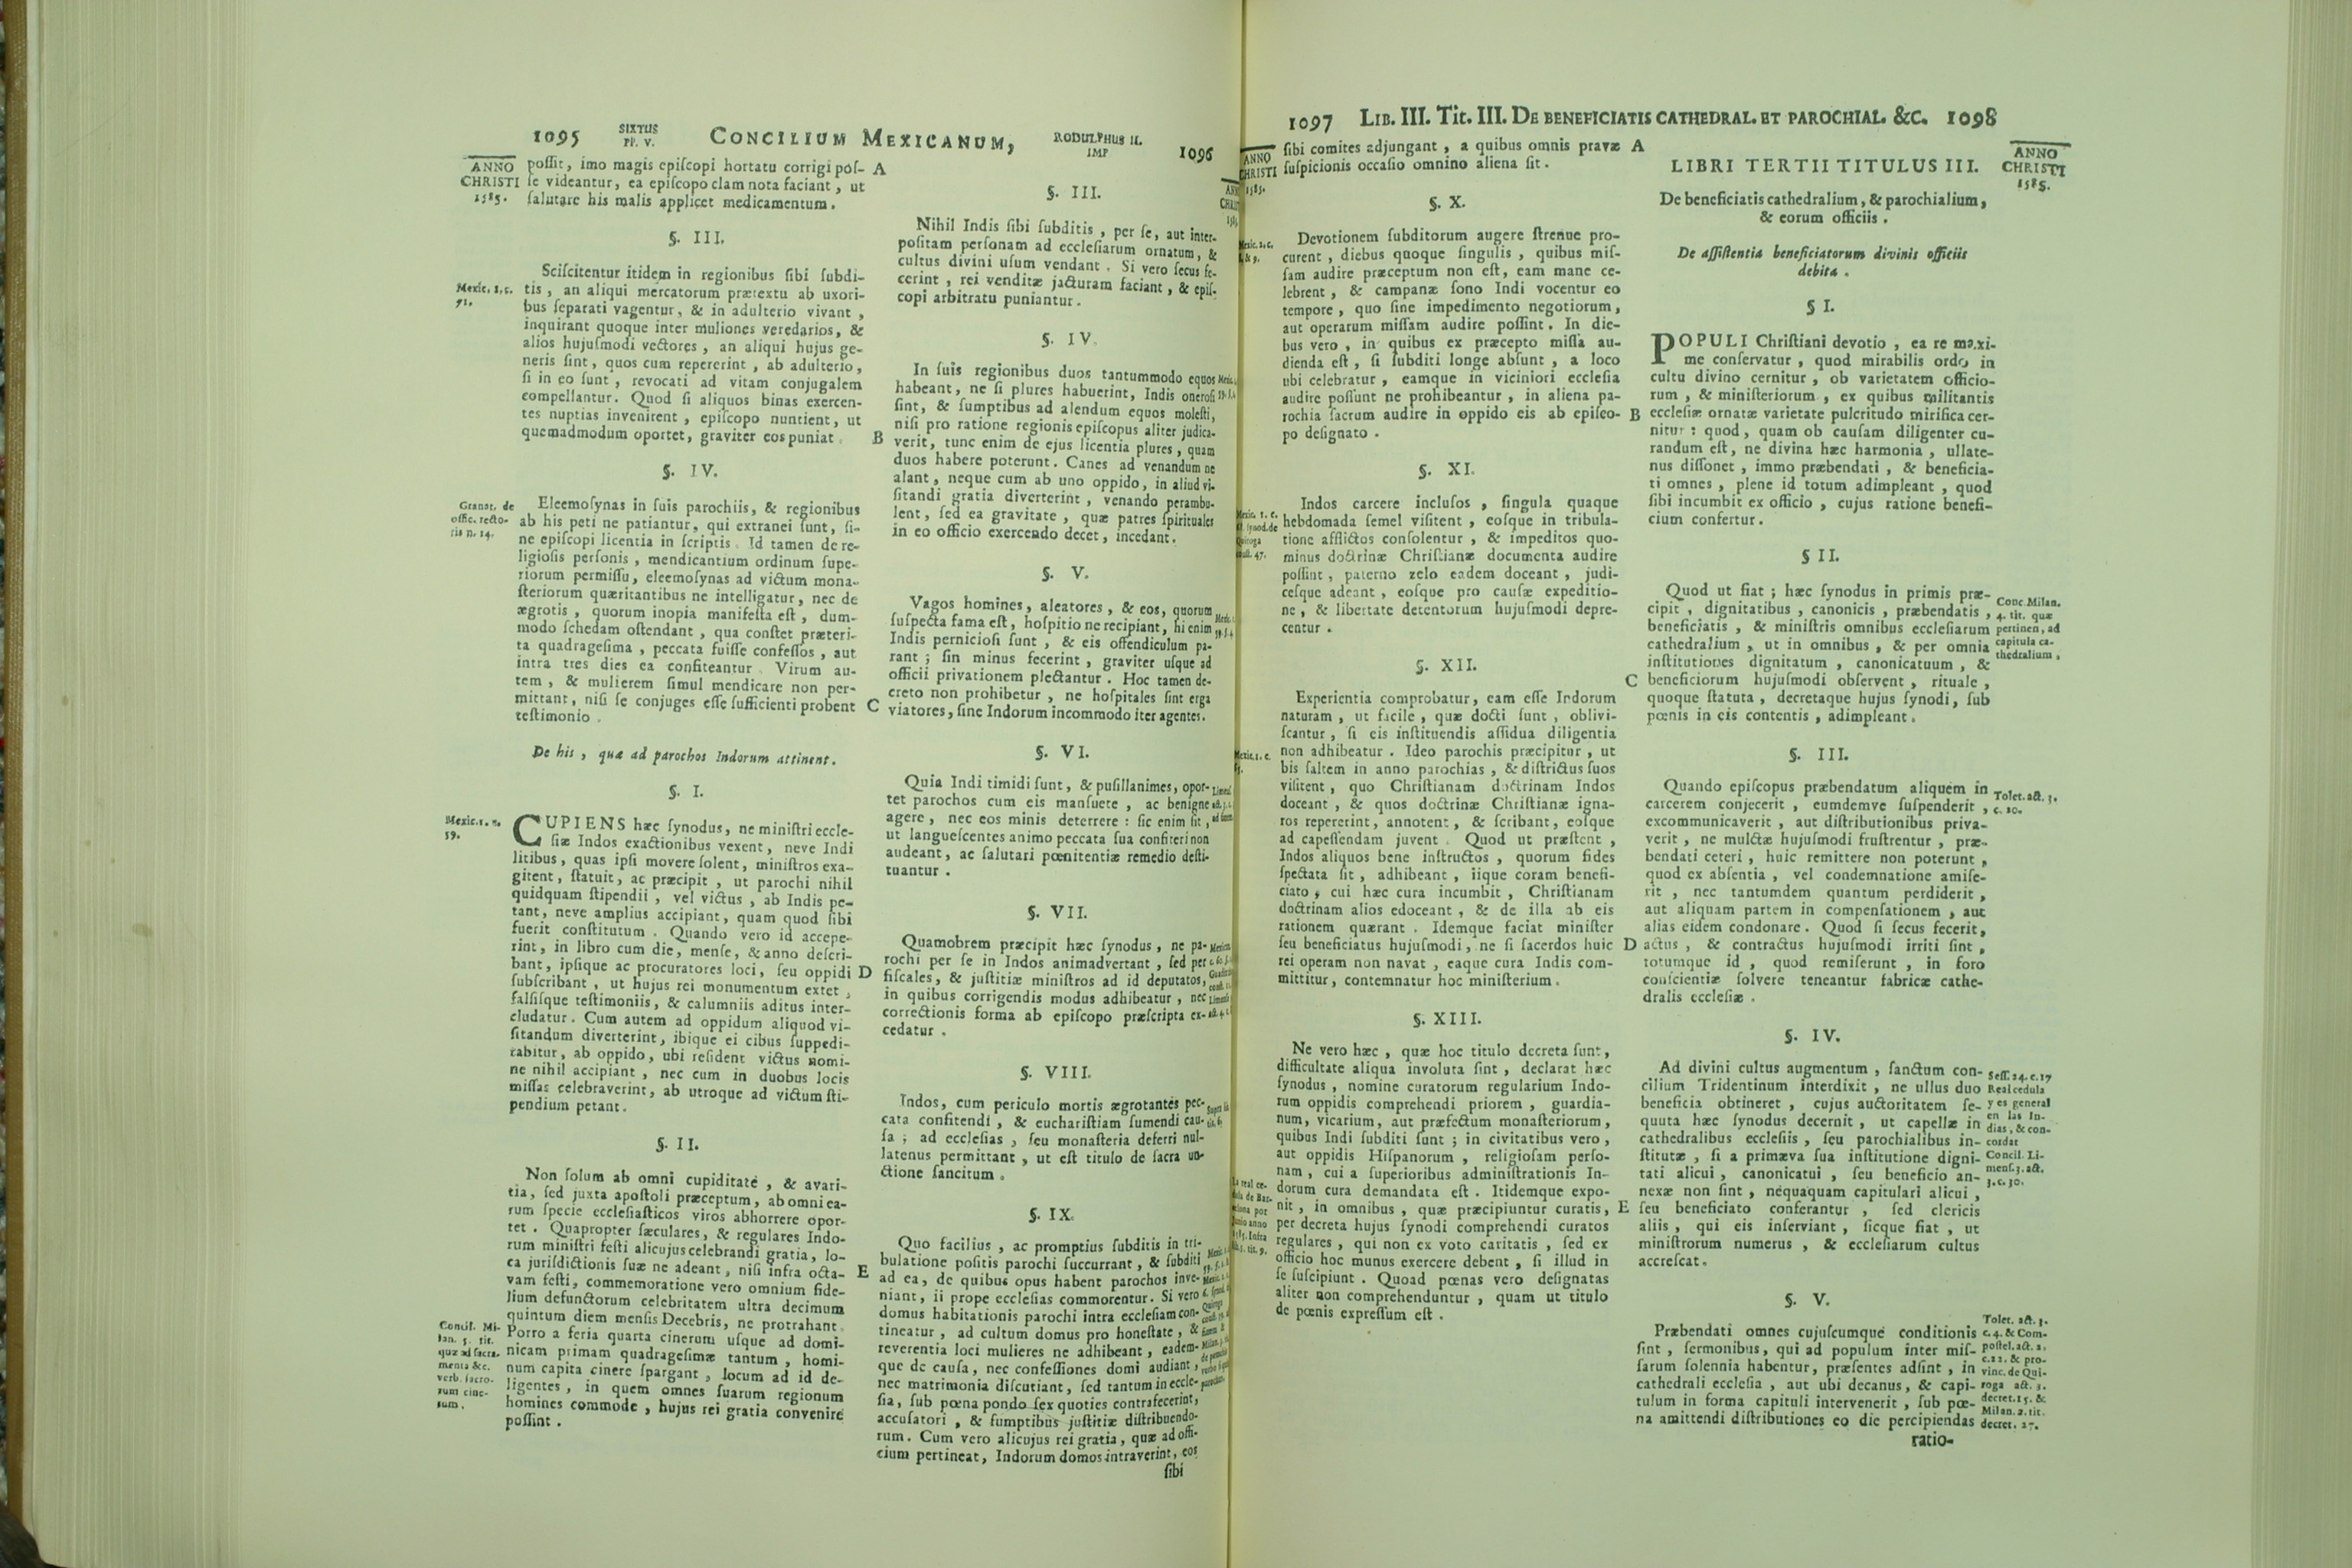 1095 SIXTUS PP. V. CONCILIUM MEXICANUM, RODULPHUS II. IMP 1096
ANNO CHRISTI 1585.
poſſit, imo magis epiſcopi hortatu corrigi poſ- A
ſe videantur, ea epiſcopo clam nota faciant, ut
ſalutare his malis applicet medicamentum.
§. III.
Mexic. 1. c. 71.
Sciſcitentur itidem in regionibus ſibi ſubdi-
tis, an aliqui mercatorum prætextu ab uxori-
bus ſeparati vagentur, & in adulterio vivant,
inquirant quoque inter muliones veredarios, &
alios hujuſmodi vectores, an aliqui hujus ge-
neris ſint, quos cum repererint, ab adulterio,
ſi in eo ſunt, revocati ad vitam conjugalem
compellantur. Quod ſi aliquos binas exercen-
tes nuptias invenirent, epiſcopo nuntient, ut
quemadmodum oportet, graviter eos puniat. B
§. IV.
Granat. de offic. recto-ris n. 14.
Eleemoſynas in ſuis parochiis, & regionibus
ab his peti ne patiantur, qui extranei ſunt, ſi-
ne epiſcopi licentia in ſcriptis. Id tamen de re-
ligioſis perſonis, mendicantium ordinum ſupe-
riorum permiſſu, eleemoſynas ad victum mona-
ſteriorum quæritantibus ne intelligatur, nec de
ægrotis, quorum inopia manifeſta eſt, dum-
modo ſchedam oſtendant, qua conſtet præteri-
ta quadrageſima, peccata fuiſſe confeſſos, aut
intra tres dies ea confiteantur. Virum au-
tem, & mulierem ſimul mendicare non per-
mittant, niſi ſe conjuges eſſe ſufficienti probent C
teſtimonio.
De his, quæ ad parochos Indorum attinent.
§. I.
59.
CUPIENS hæc ſynodus, ne miniſtri eccle-
ſiæ Indos exactionibus vexent, neve Indi
litibus, quas ipſi movere ſolent, miniſtros exa-
gitent, ſtatuit, ac præcipit, ut parochi nihil
quidquam ſtipendii, vel victus, ab Indis pe-
tant, neve amplius accipiant, quam quod ſibi
fuerit conſtitutum. Quando vero id accepe-
rint, in libro cum die, menſe, & anno deſcri-
bant, ipſique ac procuratores loci, ſeu oppidi D
ſubſcribant, ut hujus rei monumentum extet,
falſiſque teſtimoniis, & calumniis aditus inter-
cludatur. Cum autem ad oppidum aliquod vi-
ſitandum diverterint, ibique ei cibus ſuppedi-
tabitur, ab oppido, ubi reſident victus nomi-
ne nihil accipiant, nec cum in duobus locis
miſſas celebraverint, ab utroque ad victum ſti-
pendium petant.
§. II.
Non ſolum ab omni cupiditate, & avari-
tia, ſed juxta apoſtoli præceptum, ab omni ea-
rum ſpecie eccleſiaſticos viros abhorrere opor-
tet. Quapropter ſæculares, & regulares Indo-
rum miniſtri feſti alicujus celebrandi gratia, lo-
ca juriſdictionis ſuæ ne adeant, niſi infra octa- E
vam feſti, commemoratione vero omnium fide-
lium defunctorum celebritatem ultra decimum
quintum diem menſis Decebris, ne protrahant.
Concil. Mi-lan. 5. tit. quæ ad ſacra-menta &c. verb. ſacro-rum cine-rum.
Porro a feria quarta cinerum uſque ad domi-
nicam primam quadrageſimæ tantum, homi-
num capita cinere ſpargant, locum ad id de-
ligentes, in quem omnes ſuarum regionum
homines commode, hujus rei gratia convenire
poſſint.
§. III.
Nihil Indis ſibi ſubditis, per ſe, aut inter-
poſitam perſonam ad eccleſiarum ornatum, &
cultus divini uſum vendant. Si vero ſecus fe-
cerint, rei venditæ jacturam faciant, & epiſ-
copi arbitratu puniantur.
§. IV.
In ſuis regionibus duos tantummodo equos
habeant, ne ſi plures habuerint, Indis oneroſi
ſint, & ſumptibus ad alendum equos moleſti,
niſi pro ratione regionis epiſcopus aliter judica-
verit, tunc enim de ejus licentia plures, quam
duos habere poterunt. Canes ad venandum ne
alant, neque cum ab uno oppido, in aliud vi-
ſitandi gratia diverterint, venando perambu-
lent, ſed ea gravitate, quæ patres ſpirituales
in eo officio exercendo decet, incedant.
§. V.
Vagos homines, aleatores, & eos, quorum
ſuſpecta fama eſt, hoſpitio ne recipiant, hi enim
Indis pernicioſi ſunt, & eis offendiculum pa-
rant; ſin minus fecerint, graviter uſque ad
officii privationem plectantur. Hoc tamen de-
creto non prohibetur, ne hoſpitales ſint erga
viatores, ſine Indorum incommodo iter agentes.
§. VI.
Quia Indi timidi ſunt, & puſillanimes, opor-
tet parochos cum eis manſuete, ac benigne
agere, nec eos minis deterrere: ſic enim fit,
ut langueſcentes animo peccata ſua confiteri non
audeant, ac ſalutari pœnitentiæ remedio deſti-
tuantur.
§. VII.
Quamobrem præcipit hæc ſynodus, ne pa-
rochi per ſe in Indos animadvertant, ſed per
fiſcales, & juſtitiæ miniſtros ad id deputatos,
in quibus corrigendis modus adhibeatur, nec
correctionis forma ab epiſcopo præſcripta ex-
cedatur.
§. VIII.
Indos, cum periculo mortis ægrotantes pec-
cata confitendi, & euchariſtiam ſumendi cau-
ſa; ad eccleſias, ſeu monaſteria deferri nul-
latenus permittant, ut eſt titulo de ſacra un-
ctione ſancitum.
§. IX.
Quo facilius, ac promptius ſubditis in tri-
bulatione poſitis parochi ſuccurrant, & ſubditi
ad ea, de quibus opus habent parochos inve-
niant, ii prope eccleſias commorentur. Si vero
domus habitationis parochi intra eccleſiam con-
tineatur, ad cultum domus pro honeſtate, &
reverentia loci mulieres ne adhibeant, eadem-
que de cauſa, nec confeſſiones domi audiant,
nec matrimonia diſcutiant, ſed tantum in eccle-
ſia, ſub pœna pondo ſex quoties contrafecerint,
accuſatori, & ſumptibus juſtitiæ diſtribuendo-
rum. Cum vero alicujus rei gratia, quæ ad offi-
cium pertineat, Indorum domos intraverint, eos
ſibi
1097 LIB. III. Tit. III. DE BENEFICIATIS CATHEDRAL. ET PAROCHIAL. &C. 1098
ANNO CHRISTI 1585.
ſibi comites adjungant, a quibus omnis pravæ A
ſuſpicionis occaſio omnino aliena ſit.
§. X.
Devotionem ſubditorum augere ſtrenue pro-
curent, diebus quoque ſingulis, quibus miſ-
ſam audire præceptum non eſt, eam mane ce-
lebrent, & campanæ ſono Indi vocentur eo
tempore, quo ſine impedimento negotiorum,
aut operarum miſſam audire poſſint. In die-
bus vero, in quibus ex præcepto miſſa au-
dienda eſt, ſi ſubditi longe abſunt, a loco
ubi celebratur, eamque in viciniori eccleſia
audire poſſunt ne prohibeantur, in aliena pa-
rochia ſacrum audire in oppido eis ab epiſco- B
po deſignato.
§. XI.
Indos carcere incluſos, ſingula quaque
hebdomada ſemel viſitent, eoſque in tribula-
tione afflictos conſolentur, & impeditos quo-
minus doctrinæ Chriſtianæ documenta audire
poſſint, paterno zelo eadem doceant, judi-
ceſque adeant, eoſque pro cauſæ expeditio-
ne, & libertate detentorum hujuſmodi depre-
centur.
§. XII.
Experientia comprobatur, eam eſſe Indorum
naturam, ut facile, quæ docti ſunt, oblivi-
ſcantur, ſi eis inſtituendis aſſidua diligentia
non adhibeatur. Ideo parochis præcipitur, ut
bis ſaltem in anno parochias, & diſtrictus ſuos
viſitent, quo Chriſtianam doctrinam Indos
doceant, & quos doctrinæ Chriſtianæ igna-
ros repererint, annotent, & ſcribant, eoſque
ad capeſſendam juvent. Quod ut præſtent,
Indos aliquos bene inſtructos, quorum fides
ſpectata ſit, adhibeant, iique coram benefi-
ciato, cui hæc cura incumbit, Chriſtianam
doctrinam alios edoceant, & de illa ab eis
rationem quærant. Idemque faciat miniſter
ſeu beneficiatus hujuſmodi, ne ſi ſacerdos huic D
rei operam non navat, eaque cura Indis com-
mittitur, contemnatur hoc miniſterium.
§. XIII.
Ne vero hæc, quæ hoc titulo decreta ſunt,
difficultate aliqua involuta ſint, declarat hæc
ſynodus, nomine curatorum regularium Indo-
rum oppidis comprehendi priorem, guardia-
num, vicarium, aut præfectum monaſteriorum,
quibus Indi ſubditi ſunt; in civitatibus vero,
aut oppidis Hiſpanorum, religioſam perſo-
nam, cui a ſuperioribus adminiſtrationis In-
dorum cura demandata eſt. Itidemque expo-
nit, in omnibus, quæ præcipiuntur curatis, E
per decreta hujus ſynodi comprehendi curatos
regulares, qui non ex voto caritatis, ſed ex
officio hoc munus exercere debent, ſi illud in
ſe ſuſcipiunt. Quoad pœnas vero deſignatas
aliter non comprehenduntur, quam ut titulo
de pœnis expreſſum eſt.
LIBRI TERTII TITULUS III.
ANNO CHRISTI 1585.
De beneficiatis cathedralium, & parochialium,
& eorum officiis.
De aſſiſtentia beneficiatorum divinis officiis
debita.
§ I.
POPULI Chriſtiani devotio, ea re maxi-
me conſervatur, quod mirabilis ordo in
cultu divino cernitur, ob varietatem officio-
rum, & miniſteriorum, ex quibus militantis
eccleſiæ ornatæ varietate pulcritudo mirifica cer-
nitur: quod, quam ob cauſam diligenter cu-
randum eſt, ne divina hæc harmonia, ullate-
nus diſſonet, immo præbendati, & beneficia-
ti omnes, plene id totum adimpleant, quod
ſibi incumbit ex officio, cujus ratione benefi-
cium confertur.
§ II.
Quod ut fiat; hæc ſynodus in primis præ-
cipit, dignitatibus, canonicis, præbendatis,
beneficiatis, & miniſtris omnibus eccleſiarum
cathedralium, ut in omnibus, & per omnia
inſtitutiones dignitatum, canonicatuum, &
C beneficiorum hujuſmodi obſervent, rituale,
quoque ſtatuta, decretaque hujus ſynodi, ſub
pœnis in eis contentis, adimpleant.
Conc. Milan. 4. tit. quæ pertinen. ad capitula ca-thedralium.
§. III.
Quando epiſcopus præbendatum aliquem in
carcerem conjecerit, eumdemve ſuſpenderit,
excommunicaverit, aut diſtributionibus priva-
verit, ne mulctæ hujuſmodi fruſtrentur, præ-
bendati ceteri, huic remittere non poterunt,
quod ex abſentia, vel condemnatione amiſe-
rit, nec tantumdem quantum perdiderit,
aut aliquam partem in compenſationem, aut
alias eidem condonare. Quod ſi ſecus fecerit,
actus, & contractus hujuſmodi irriti ſint,
totumque id, quod remiſerunt, in foro
conſcientiæ ſolvere teneantur fabricæ cathe-
dralis eccleſiæ.
Tolet. act. 3. c. 10.
§. IV.
Ad divini cultus augmentum, ſanctum con-
cilium Tridentinum interdixit, ne ullus duo
beneficia obtineret, cujus auctoritatem ſe-
quuta hæc ſynodus decernit, ut capellæ in
cathedralibus eccleſiis, ſeu parochialibus in-
ſtitutæ, ſi a primæva ſua inſtitutione digni-
tati alicui, canonicatui, ſeu beneficio an-
nexæ non ſint, nequaquam capitulari alicui,
ſeu beneficiato conferantur, ſed clericis
aliis, qui eis inſerviant, ſicque fiat, ut
miniſtrorum numerus, & eccleſiarum cultus
accreſcat.
Seſſ. 24. c. 17 Real cedula y es general en las In-dias, & con-cordat Concil. Li-menſ. 3. act. 3. c. 30.
§. V.
Præbendati omnes cujuſcumque conditionis
ſint, ſermonibus, qui ad populum inter miſ-
ſarum ſolennia habentur, præſentes adſint, in
cathedrali eccleſia, aut ubi decanus, & capi-
tulum in forma capituli intervenerit, ſub pœ-
na amittendi diſtributiones eo die percipiendas
Tolet. act. 3. c. 4. & Com-poſtel. act. 2. c. 22. & pro-vinc. de Qui-roga act. 3. decret. 15. & Milan. 2. tit. decret. 27.
ratio-